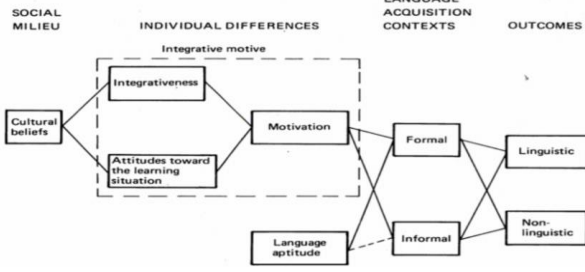 SOCIAL
MILIEU
INDIVIDUAL DIFFERENCES
LANGUAGE
ACQUISITION
CONTEXTS
OUTCOMES
Integrative motive
Integrativeness
Cultural
beliefs
Attitudes toward
the learning
situation
Motivation
Formal
Linguistic
Language
aptitude
Informal
Non-
linguistic